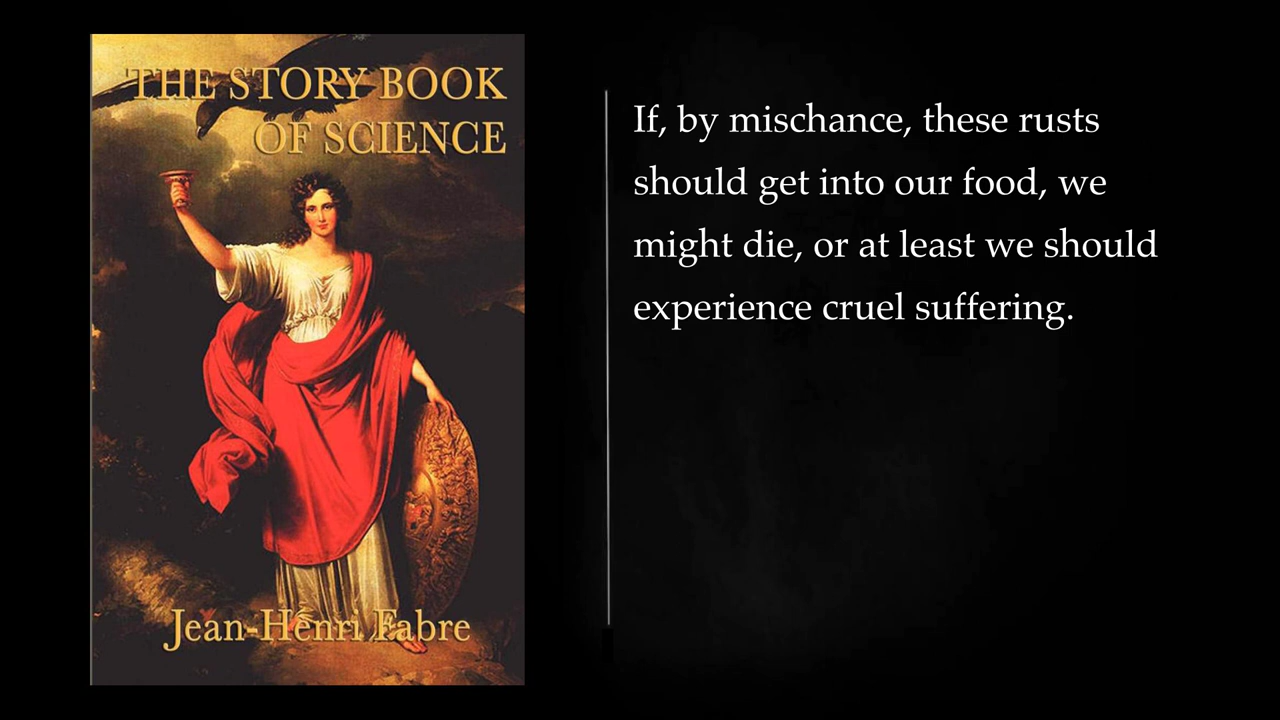 THE STORY BOOK
OF SCIENCE
Jean-Henri Fabre
If, by mischance, these rusts
should get into our food, we
might die, or at least we should
experience cruel suffering.